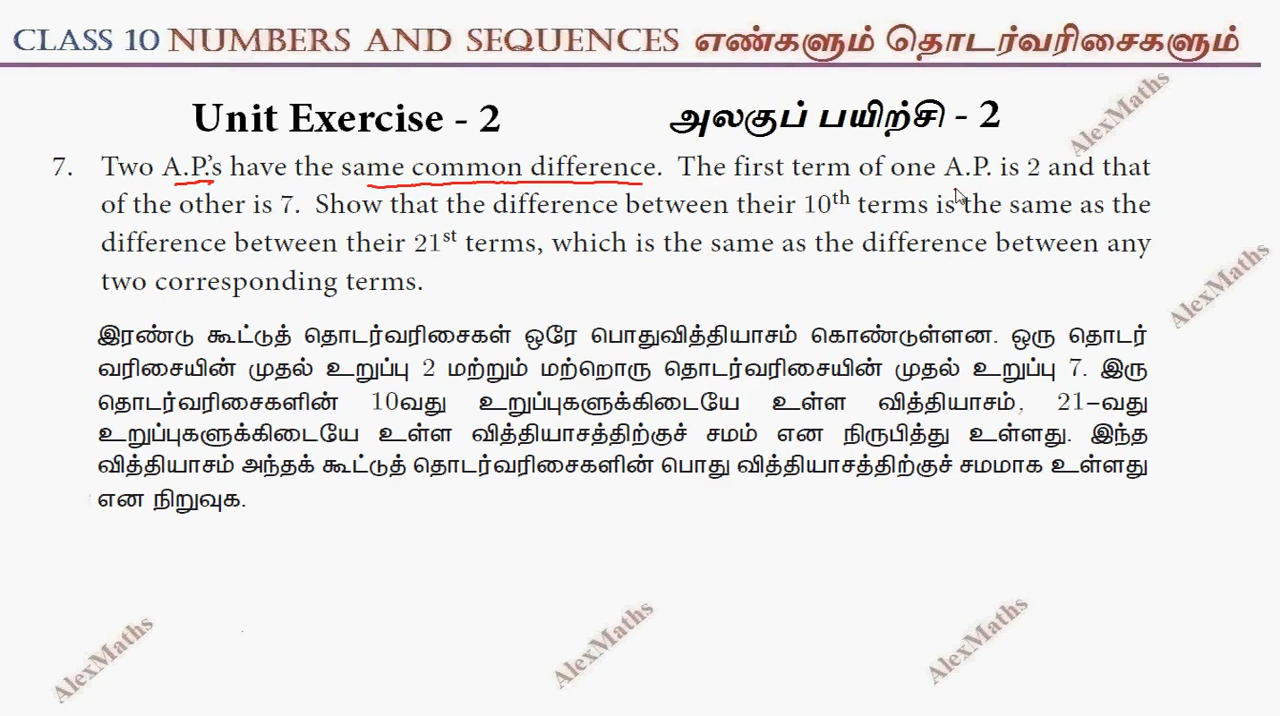 CLASS 10 NUMBERS AND SEQUENCES எண்களும் தொடர்வரிசைகளும்
Unit Exercise - 2 அலகுப் பயிற்சி - 2
7. Two A.P.'s have the same common difference. The first term of one A.P. is 2 and that
of the other is 7. Show that the difference between their 10th terms is the same as the
difference between their 21st terms, which is the same as the difference between any
two corresponding terms.
இரண்டு கூட்டுத் தொடர்வரிசைகள் ஒரே பொதுவித்தியாசம் கொண்டுள்ளன. ஒரு தொடர்
வரிசையின் முதல் உறுப்பு 2 மற்றும் மற்றொரு தொடர்வரிசையின் முதல் உறுப்பு 7. இரு
தொடர்வரிசைகளின் 10வது உறுப்புகளுக்கிடையே உள்ள வித்தியாசம், 21-வது
உறுப்புகளுக்கிடையே உள்ள வித்தியாசத்திற்குச் சமம் என நிருபித்து உள்ளது. இந்த
வித்தியாசம் அந்தக் கூட்டுத் தொடர்வரிசைகளின் பொது வித்தியாசத்திற்குச் சமமாக உள்ளது
என நிறுவுக.
AlexMaths
AlexMaths
AlexMaths
AlexMaths
AlexMaths